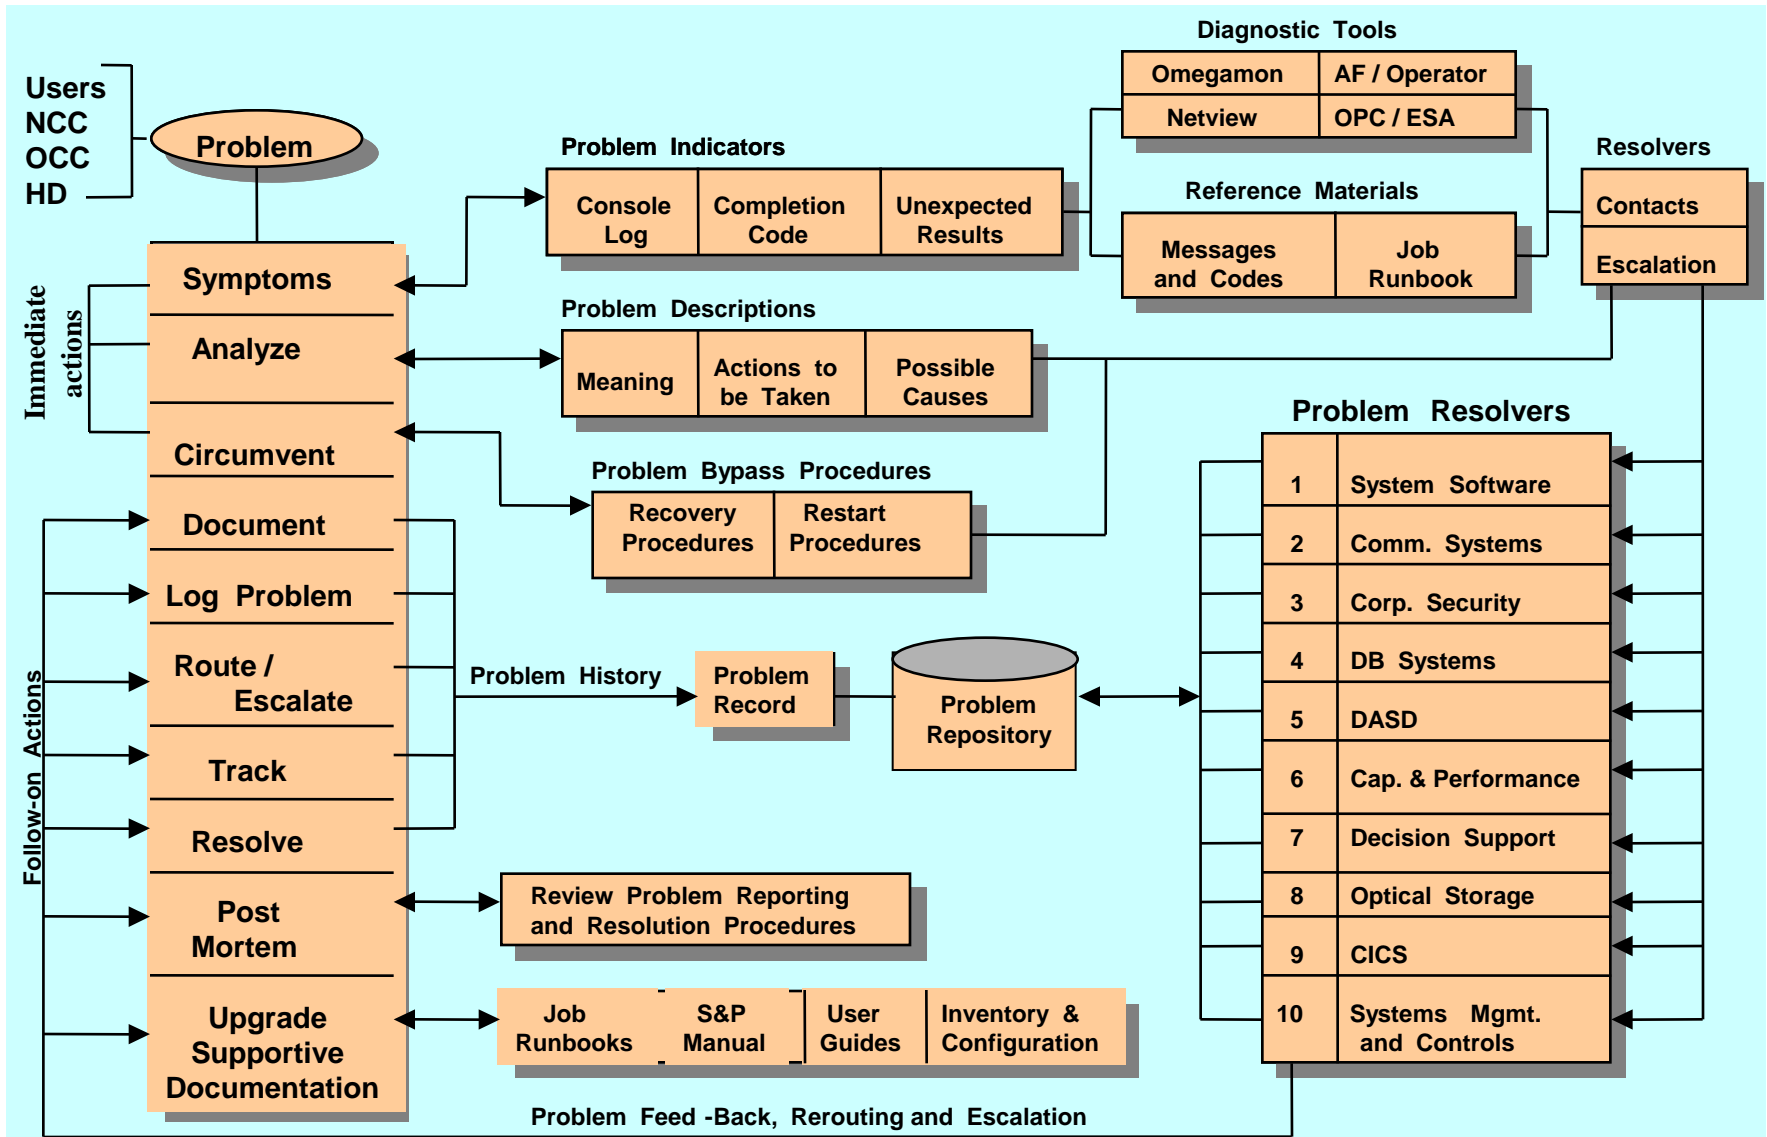 Diagnostic Tools
Omegamon
AF / Operator
Netview
OPC / ESA
Users
NCC
OCC
HD
Problem
Problem Indicators
Console
Log
Completion
Code
Unexpected
Results
Reference Materials
Messages
and Codes
Job
Runbook
Resolvers
Contacts
Escalation
Immediate
actions
Symptoms
Analyze
Circumvent
Document
Log Problem
Route /
Escalate
Track
Resolve
Post
Mortem
Upgrade
Supportive
Documentation
Follow-on Actions
Problem Descriptions
Meaning
Actions to
be Taken
Possible
Causes
Problem Bypass Procedures
Recovery
Procedures
Restart
Procedures
Problem History
Problem
Record
Problem
Repository
Review Problem Reporting
and Resolution Procedures
Job
Runbooks
S&P
Manual
User
Guides
Inventory &
Configuration
Problem Resolvers
1 System Software
2 Comm. Systems
3 Corp. Security
4 DB Systems
5 DASD
6 Cap. & Performance
7 Decision Support
8 Optical Storage
9 CICS
10 Systems Mgmt.
and Controls
Problem Feed -Back, Rerouting and Escalation